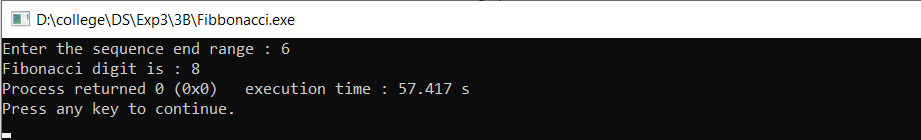 D:\college\DS\Exp3\3B\Fibbonacci.exe
Enter the sequence end range : 6
Fibonacci digit is : 8
Process returned 0 (0x0)   execution time : 57.417 s
Press any key to continue.